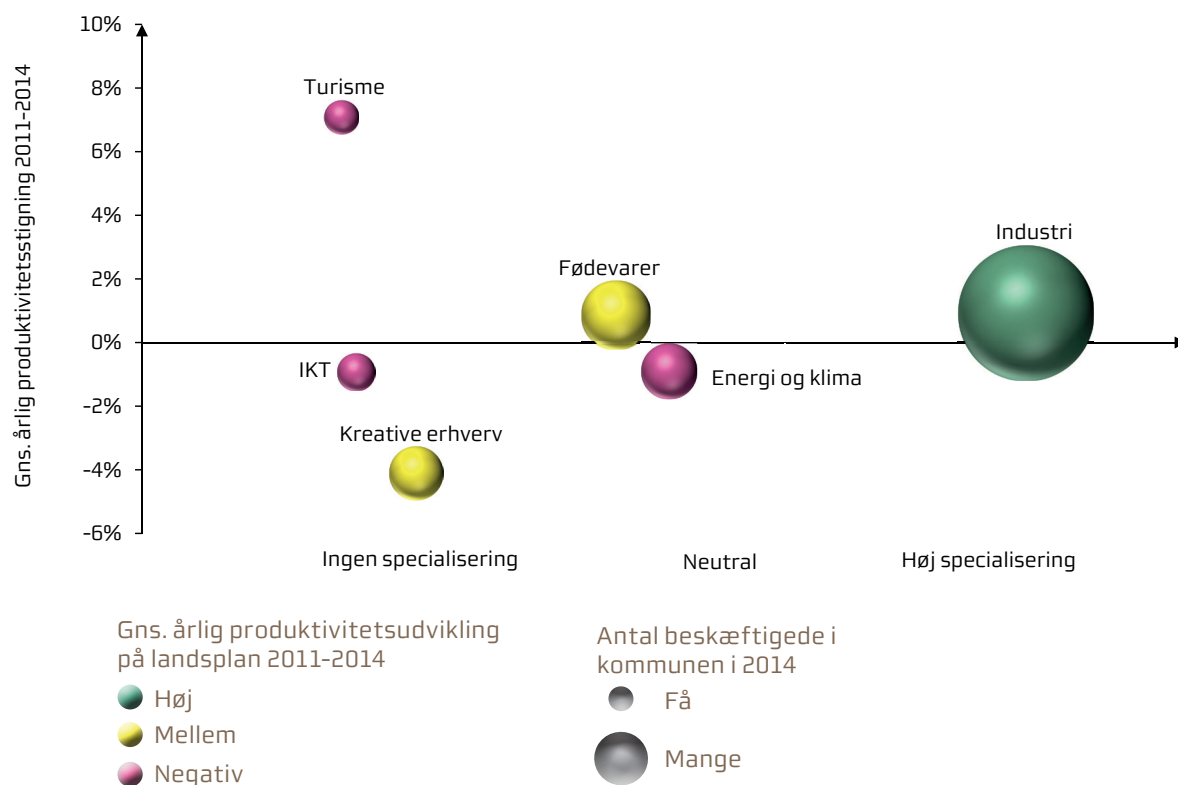 Gns. årlig produktivitetsstigning 2011-2014
10%
8%
6%
4%
2%
0%
-2%
-4%
-6%
Turisme
Industri
Fødevarer
IKT
Energi og klima
Kreative erhverv
Ingen specialisering
Neutral
Høj specialisering
Gns. årlig produktivitetsudvikling
på landsplan 2011-2014
Høj
Mellem
Negativ
Antal beskæftigede i
kommunen i 2014
Få
Mange